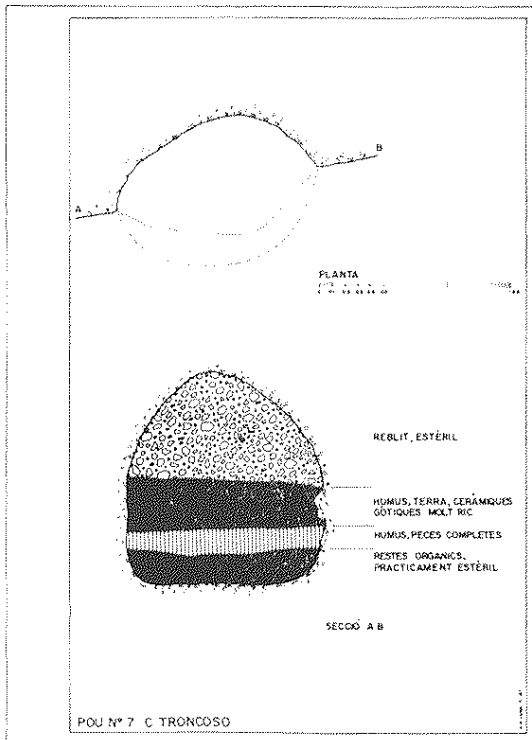 A
B
PLANTA
REBLIT, ESTÈRIL
HUMUS, TERRA, CERÀMIQUES
GÒTIQUES MOLT RIC
HUMUS, PECES COMPLETES
RESTES ORGANICS,
PRACTICAMENT ESTÈRIL
SECCIÓ A B
POU Nº 7 C TRONCOSO